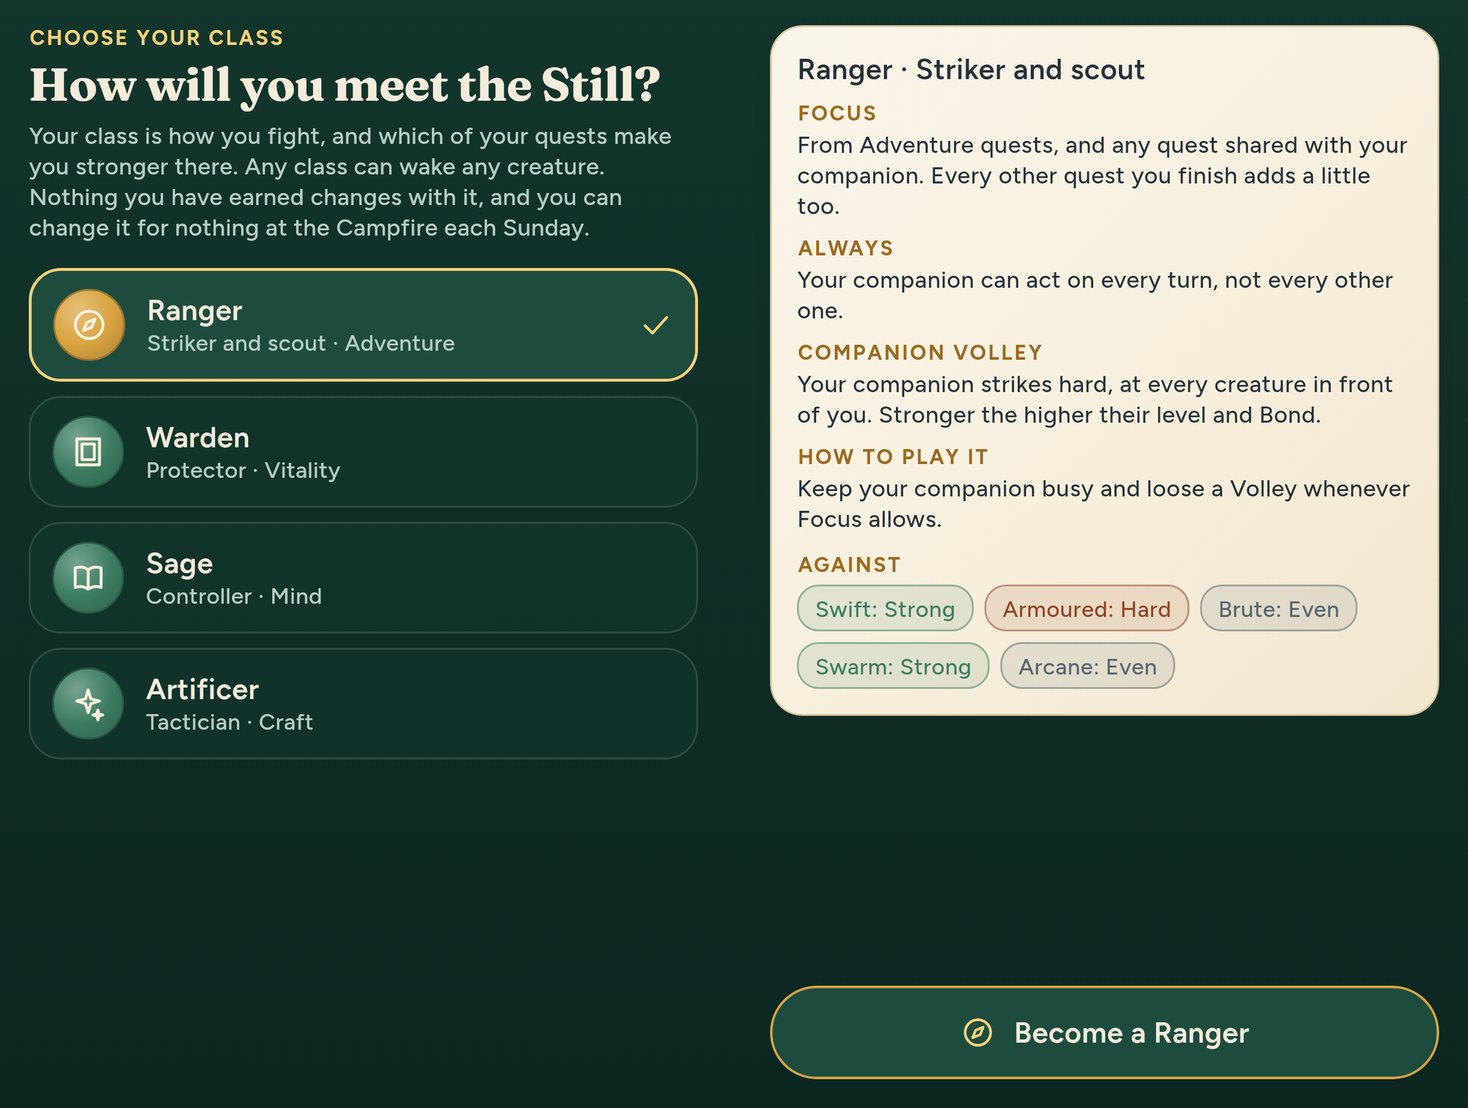 CHOOSE YOUR CLASS
How will you meet the Still?
Your class is how you fight, and which of your quests make
you stronger there. Any class can wake any creature.
Nothing you have earned changes with it, and you can
change it for nothing at the Campfire each Sunday.
Ranger
Striker and scout · Adventure
Warden
Protector · Vitality
Sage
Controller · Mind
Artificer
Tactician · Craft
Ranger · Striker and scout
FOCUS
From Adventure quests, and any quest shared with your
companion. Every other quest you finish adds a little
too.
ALWAYS
Your companion can act on every turn, not every other
one.
COMPANION VOLLEY
Your companion strikes hard, at every creature in front
of you. Stronger the higher their level and Bond.
HOW TO PLAY IT
Keep your companion busy and loose a Volley whenever
Focus allows.
AGAINST
Swift: Strong
Armoured: Hard
Brute: Even
Swarm: Strong
Arcane: Even
Become a Ranger